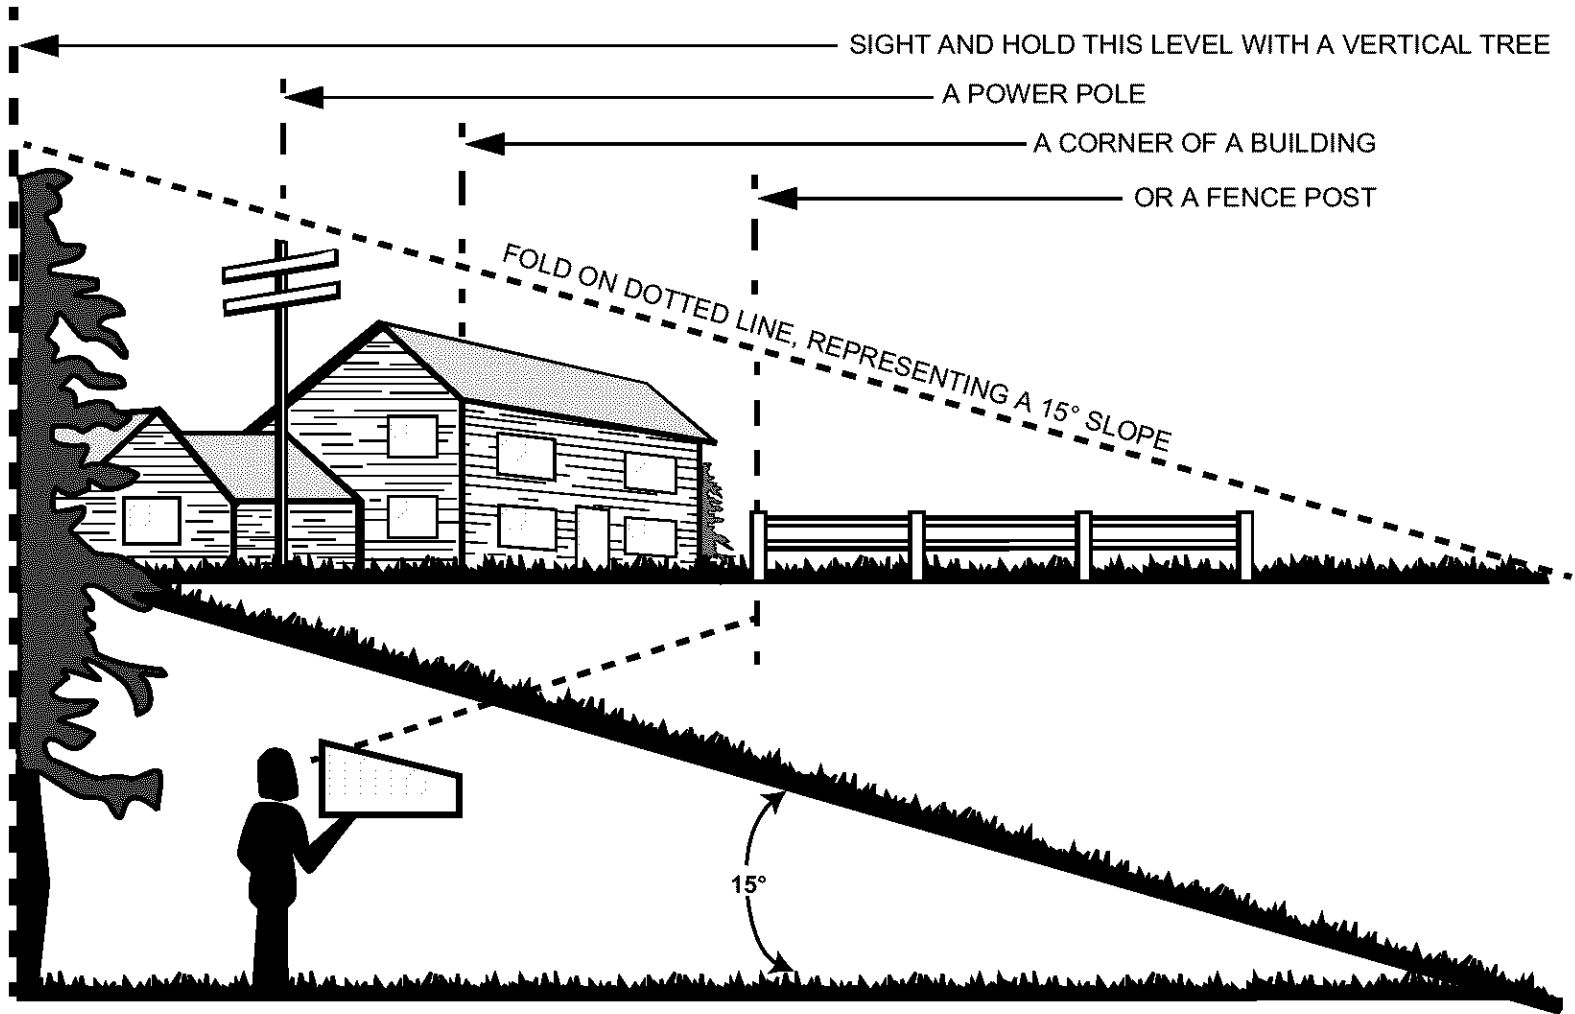 SIGHT AND HOLD THIS LEVEL WITH A VERTICAL TREE
A POWER POLE
A CORNER OF A BUILDING
OR A FENCE POST
FOLD ON DOTTED LINE, REPRESENTING A 15° SLOPE
15°